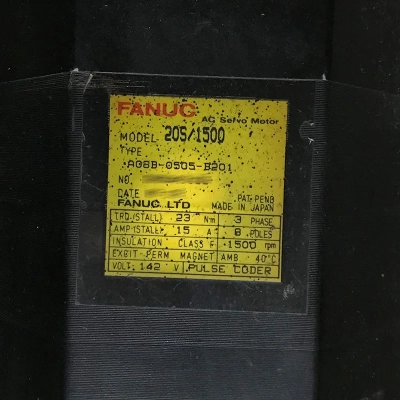 FANUC
AC Servo Motor
MODEL 20S/1500
TYPE
A06B-0505-B201
NO.
DATE
PAT. PEND
FANUC LTD MADE IN JAPAN
TRQ(STALL) 23 Nm 3 PHASE
AMP(STALL) 15 A~ 8 POLES
INSULATION CLASS F 1500 rpm
EXBIT-PERM. MAGNET AMB 40°C
VOLT. 142 V PULSE CODER